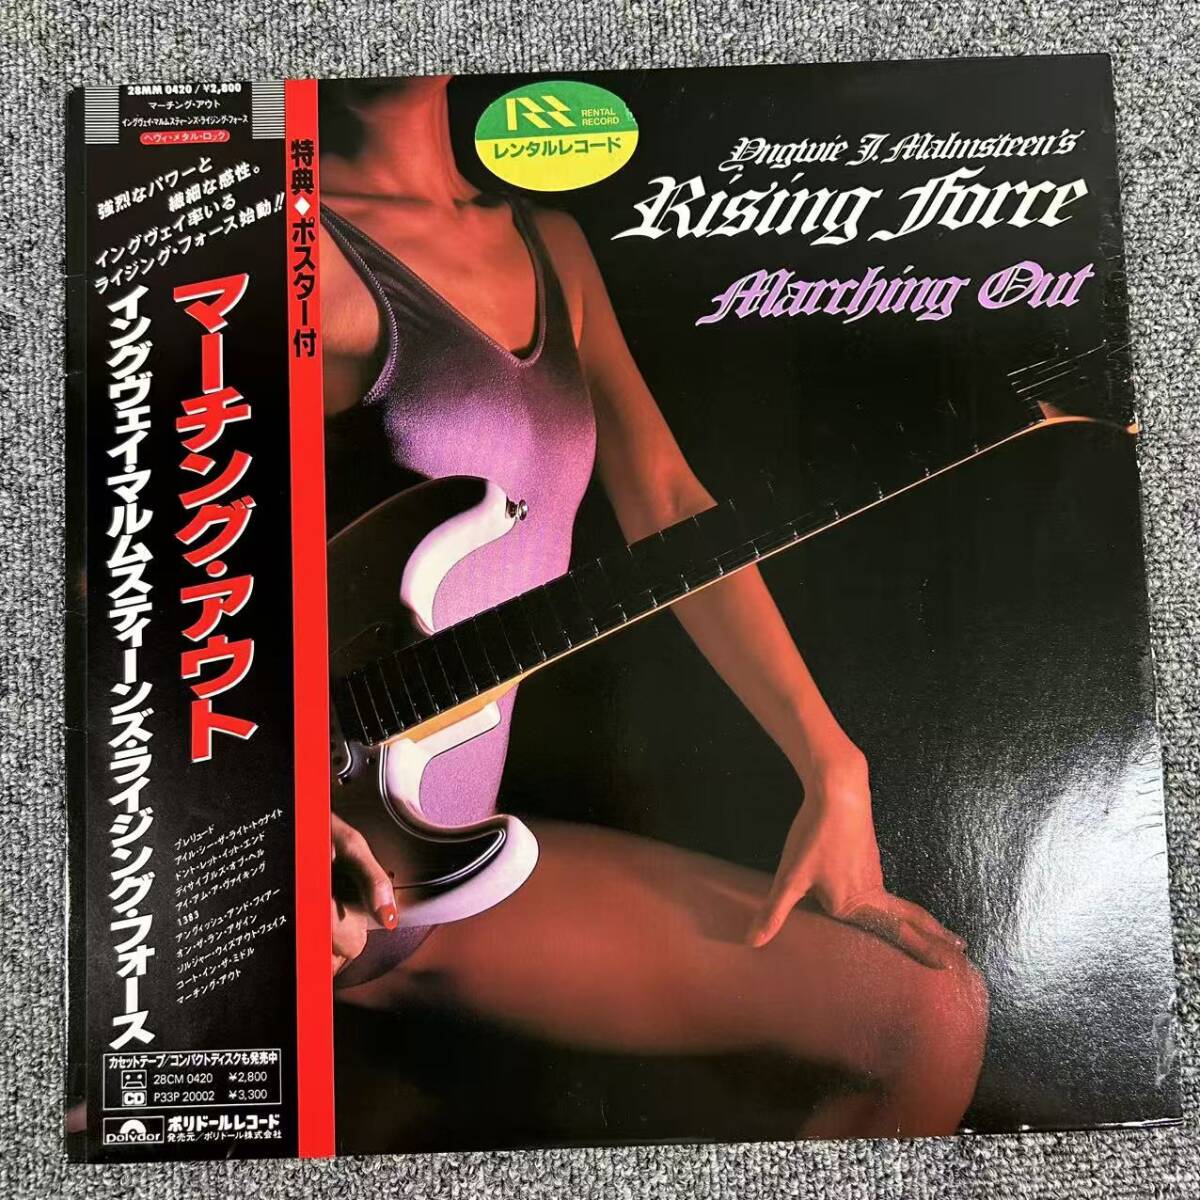 28MM 0420/¥2,800
マーチング・アウト
イングヴェイ・マルムスティーンズ・ライジング・フォース
ヘヴィ・メタル・ロック
強烈なパワーと
繊細な感性。
イングヴェイ率いる
ライジング・フォース始動!!
マーチング・アウト
イングヴェイ・マルムスティーンズ・ライジング・フォース
特典◆ポスター付
プレリュード
アイル・シー・ザ・ライト・トゥナイト
ドント・レット・イット・エンド
ディサイプルズ・オブ・ヘル
アイ・アム・ア・ヴァイキング
1383
アングィッシュ・アンド・フィアー
オン・ザ・ラン・アゲイン
ソルジャー・ウィズアウト・フェイス
コート・イン・ザ・ミドル
マーチング・アウト
カセットテープ/コンパクトディスクも発売中
28CM 0420 ¥2,800
CD P33P 20002 ¥3,300
polydor
ポリドールレコード
発売元/ポリドール株式会社
RR
RENTAL
RECORD
レンタルレコード
Yngwie J. Malmsteen's
Rising Force
Marching Out